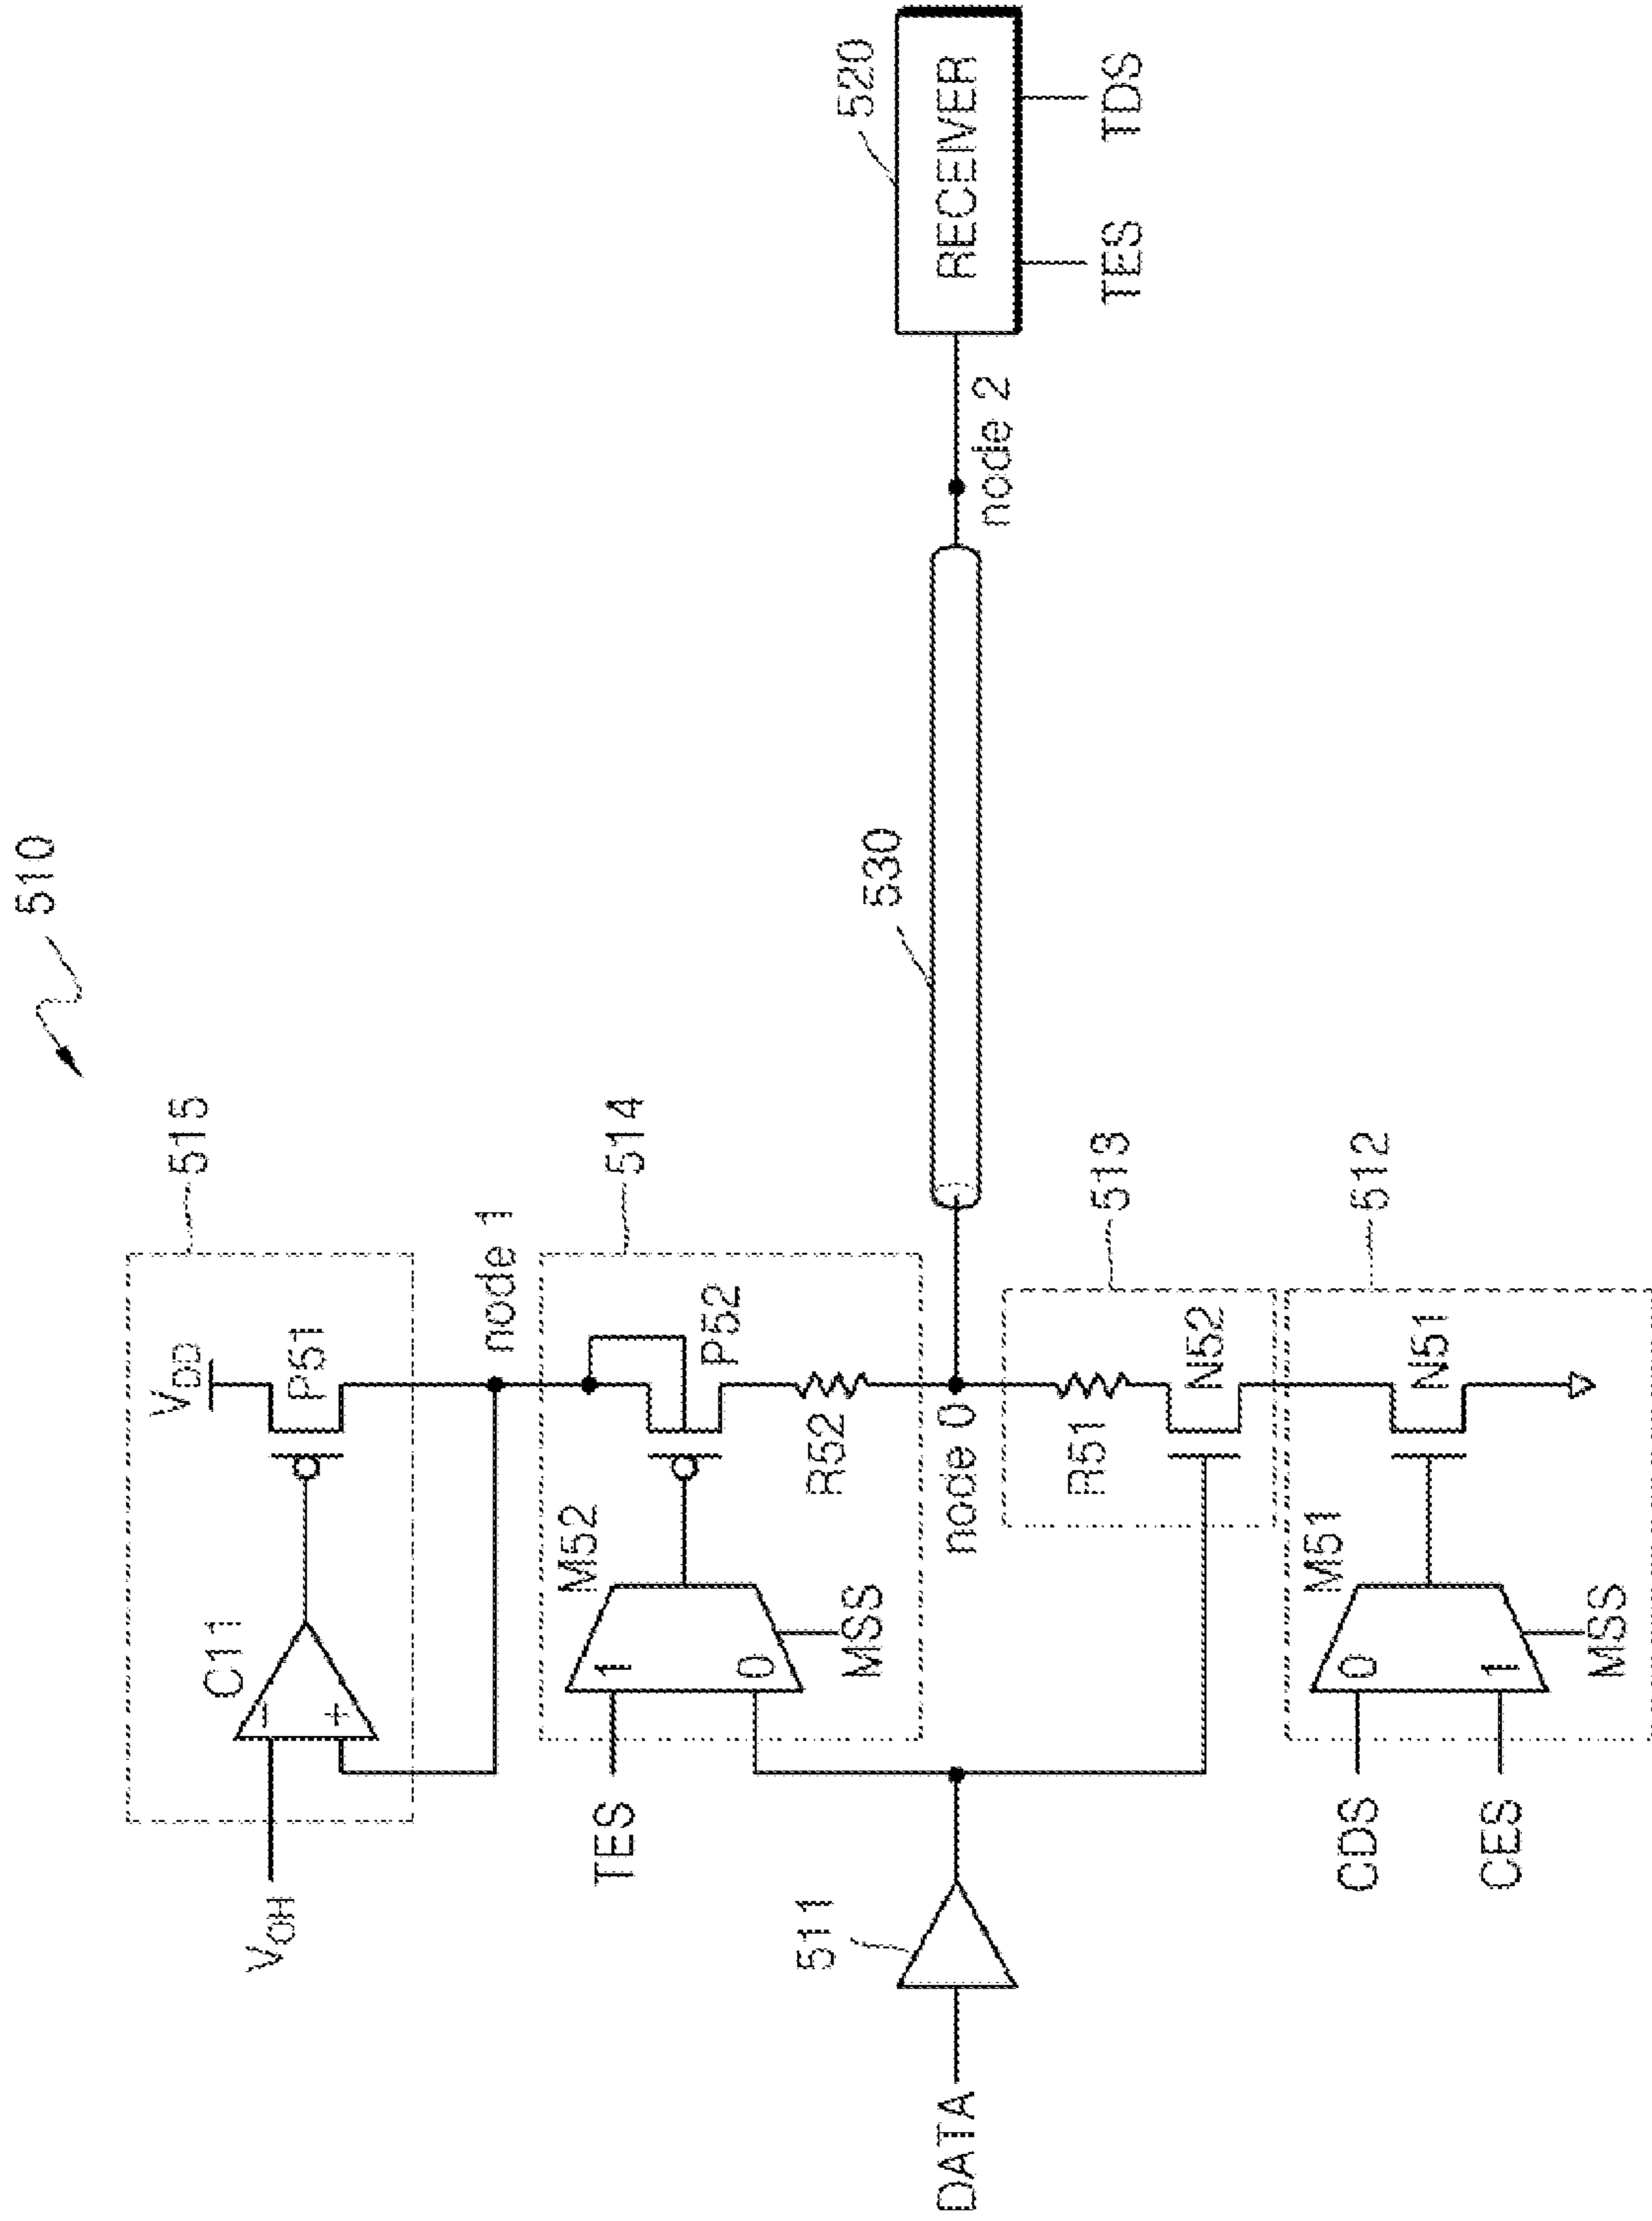 510
515
V_DD
P51
C11
−
+
V_OH
node 1
514
M52
P52
1
0
TES
MSS
R52
511
DATA
node 0
530
node 2
520
RECEIVER
TES
TDS
513
R51
N52
512
M51
N51
0
1
CDS
CES
MSS